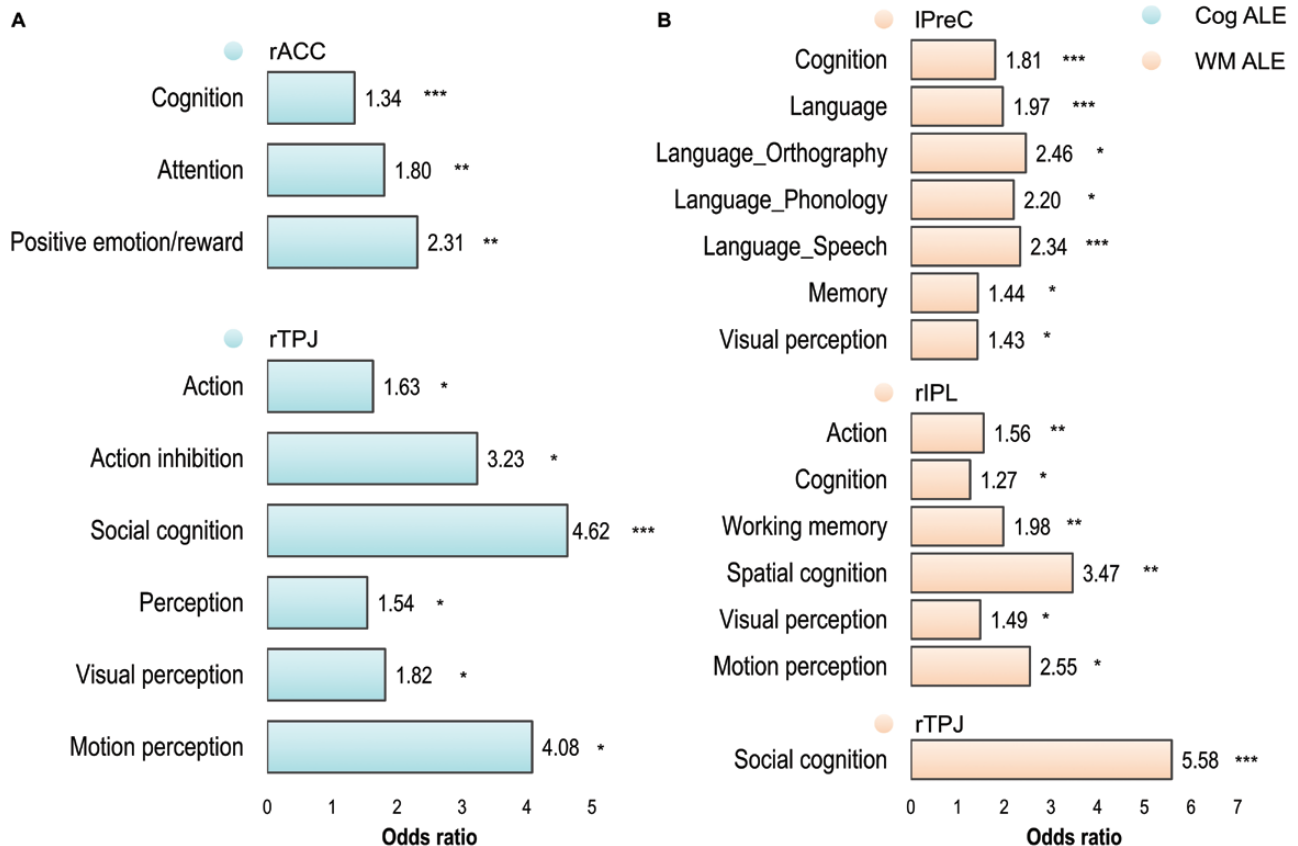 A
rACC
Cognition 1.34 ***
Attention 1.80 **
Positive emotion/reward 2.31 **
rTPJ
Action 1.63 *
Action inhibition 3.23 *
Social cognition 4.62 ***
Perception 1.54 *
Visual perception 1.82 *
Motion perception 4.08 *
0 1 2 3 4 5
Odds ratio
B
lPreC
Cognition 1.81 ***
Language 1.97 ***
Language_Orthography 2.46 *
Language_Phonology 2.20 *
Language_Speech 2.34 ***
Memory 1.44 *
Visual perception 1.43 *
rIPL
Action 1.56 **
Cognition 1.27 *
Working memory 1.98 **
Spatial cognition 3.47 **
Visual perception 1.49 *
Motion perception 2.55 *
rTPJ
Social cognition 5.58 ***
0 1 2 3 4 5 6 7
Odds ratio
Cog ALE
WM ALE